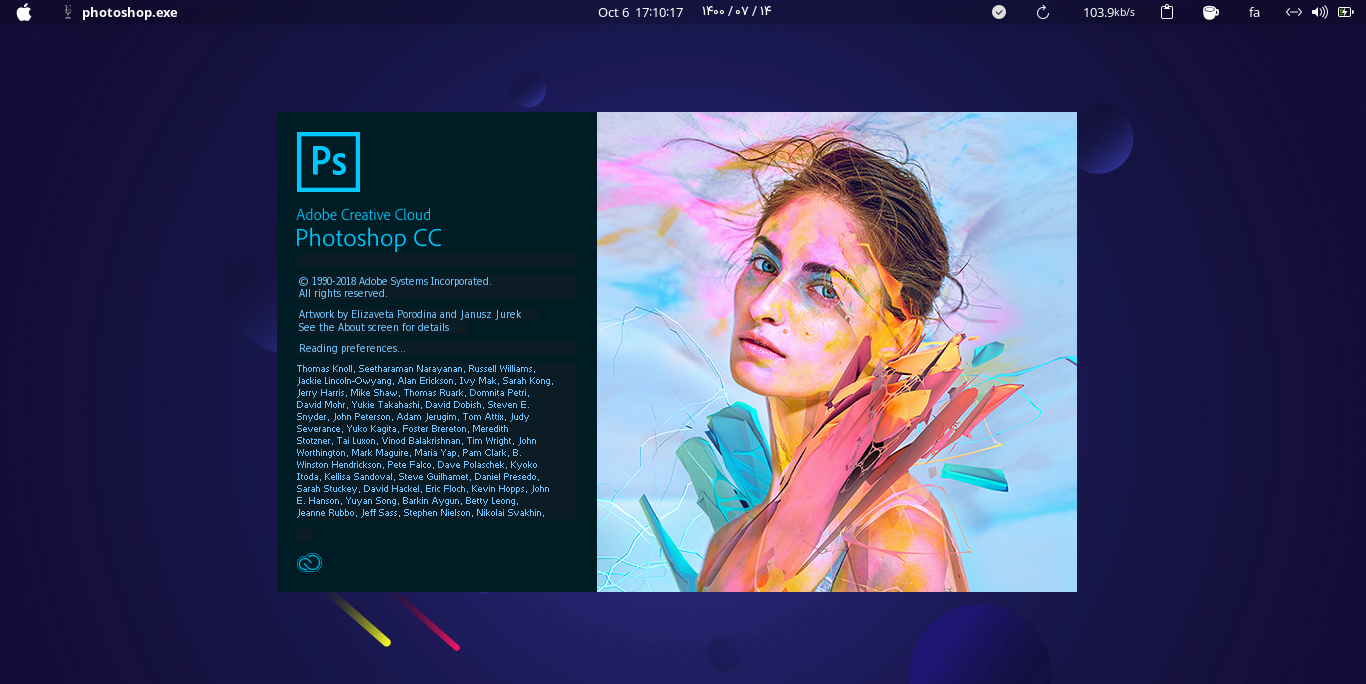 photoshop.exe
Oct 6 17:10:17 ۱۴۰۰ / ۰۷ / ۱۴
103.9kb/s
fa
Ps
Adobe Creative Cloud
Photoshop CC
© 1990-2018 Adobe Systems Incorporated.
All rights reserved.
Artwork by Elizaveta Porodina and Janusz Jurek
See the About screen for details
Reading preferences...
Thomas Knoll, Seetharaman Narayanan, Russell Williams,
Jackie Lincoln-Owyang, Alan Erickson, Ivy Mak, Sarah Kong,
Jerry Harris, Mike Shaw, Thomas Ruark, Domnita Petri,
David Mohr, Yukie Takahashi, David Dobish, Steven E.
Snyder, John Peterson, Adam Jerugim, Tom Attix, Judy
Severance, Yuko Kagita, Foster Brereton, Meredith
Stotzner, Tai Luxon, Vinod Balakrishnan, Tim Wright, John
Worthington, Mark Maguire, Maria Yap, Pam Clark, B.
Winston Hendrickson, Pete Falco, Dave Polaschek, Kyoko
Itoda, Kellisa Sandoval, Steve Guilhamet, Daniel Presedo,
Sarah Stuckey, David Hackel, Eric Floch, Kevin Hopps, John
E. Hanson, Yuyan Song, Barkin Aygun, Betty Leong,
Jeanne Rubbo, Jeff Sass, Stephen Nielson, Nikolai Svakhin,